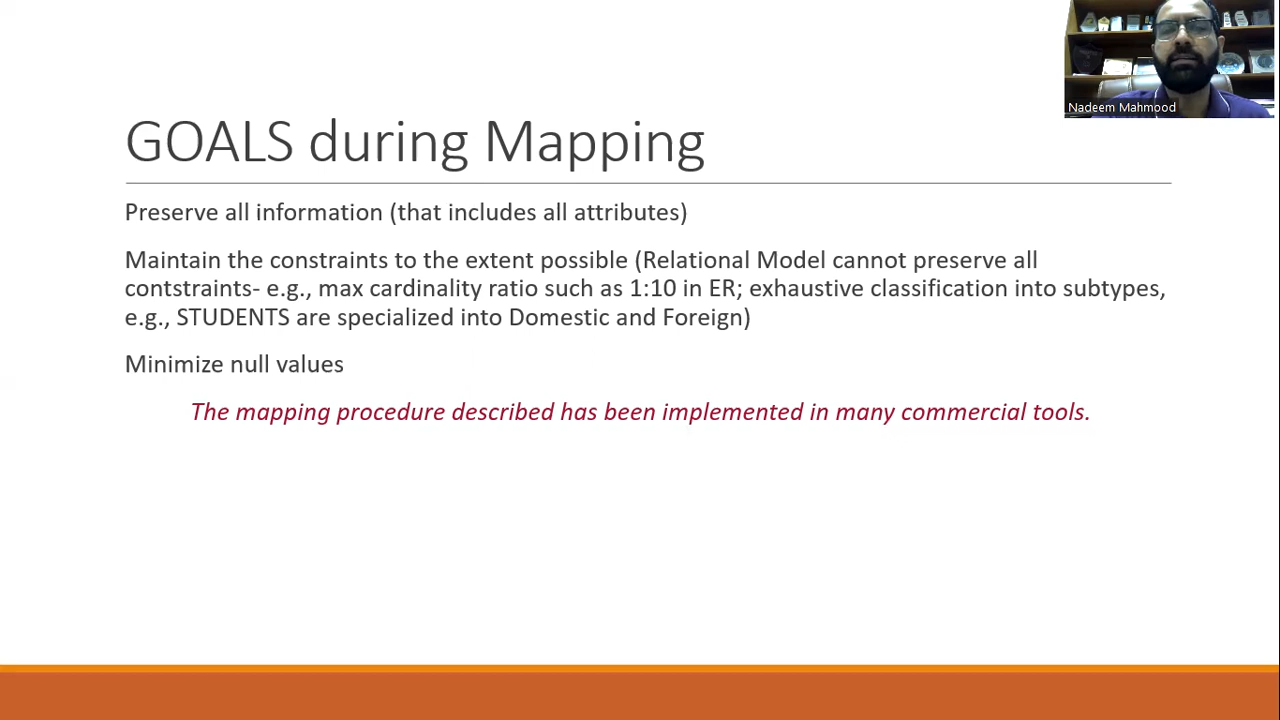 Nadeem Mahmood
GOALS during Mapping
Preserve all information (that includes all attributes)
Maintain the constraints to the extent possible (Relational Model cannot preserve all
contstraints- e.g., max cardinality ratio such as 1:10 in ER; exhaustive classification into subtypes,
e.g., STUDENTS are specialized into Domestic and Foreign)
Minimize null values
The mapping procedure described has been implemented in many commercial tools.